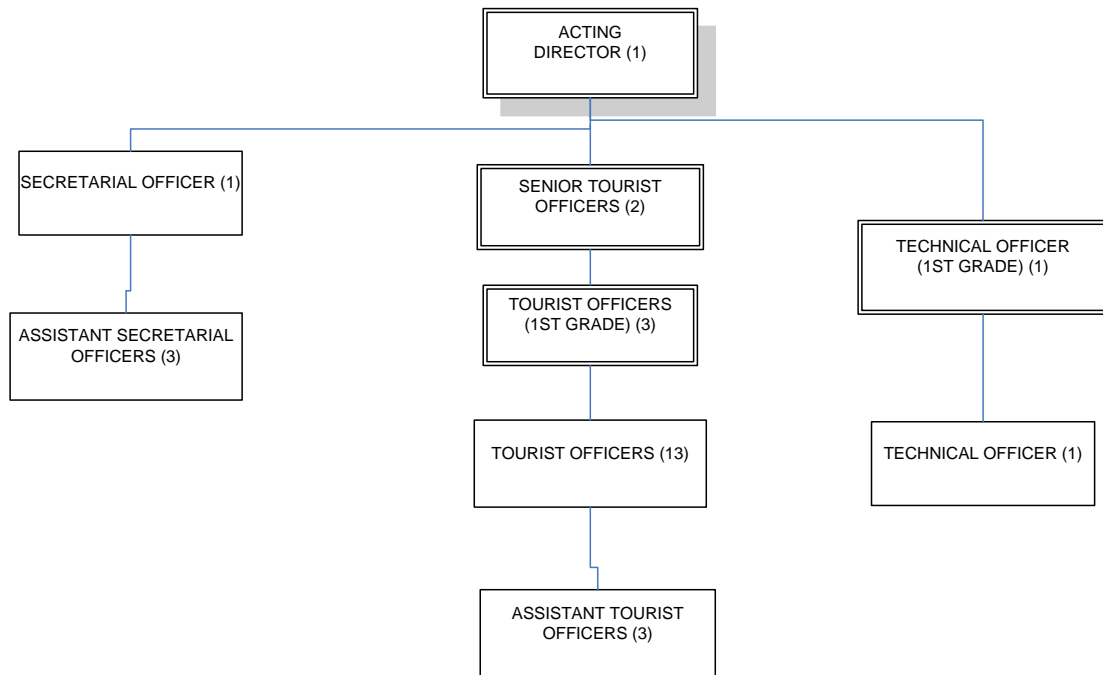 ACTING
DIRECTOR (1)
SECRETARIAL OFFICER (1)
SENIOR TOURIST
OFFICERS (2)
TECHNICAL OFFICER
(1ST GRADE) (1)
TOURIST OFFICERS
(1ST GRADE) (3)
ASSISTANT SECRETARIAL
OFFICERS (3)
TOURIST OFFICERS (13)
TECHNICAL OFFICER (1)
ASSISTANT TOURIST
OFFICERS (3)